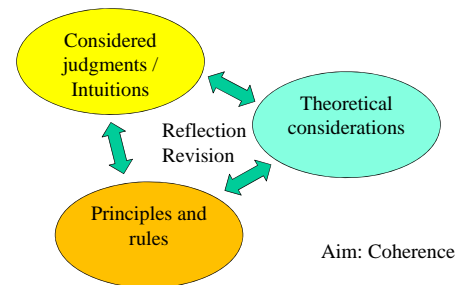 Considered
judgments /
Intuitions
Theoretical
considerations
Reflection
Revision
Principles and
rules
Aim: Coherence